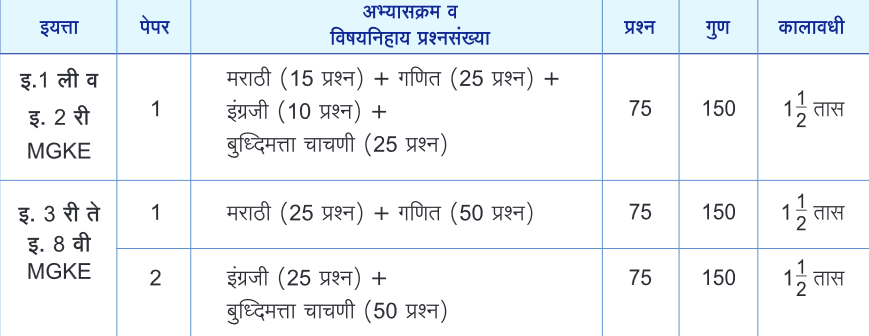 इयत्ता पेपर अभ्यासक्रम व विषयनिहाय प्रश्नसंख्या प्रश्न गुण कालावधी
इ.1 ली व
इ. 2 री
MGKE
1
मराठी (15 प्रश्न) + गणित (25 प्रश्न) +
इंग्रजी (10 प्रश्न) +
बुध्दिमत्ता चाचणी (25 प्रश्न)
75 150 1 1/2 तास
इ. 3 री ते
इ. 8 वी
MGKE
1 मराठी (25 प्रश्न) + गणित (50 प्रश्न) 75 150 1 1/2 तास
2
इंग्रजी (25 प्रश्न) +
बुध्दिमत्ता चाचणी (50 प्रश्न)
75 150 1 1/2 तास